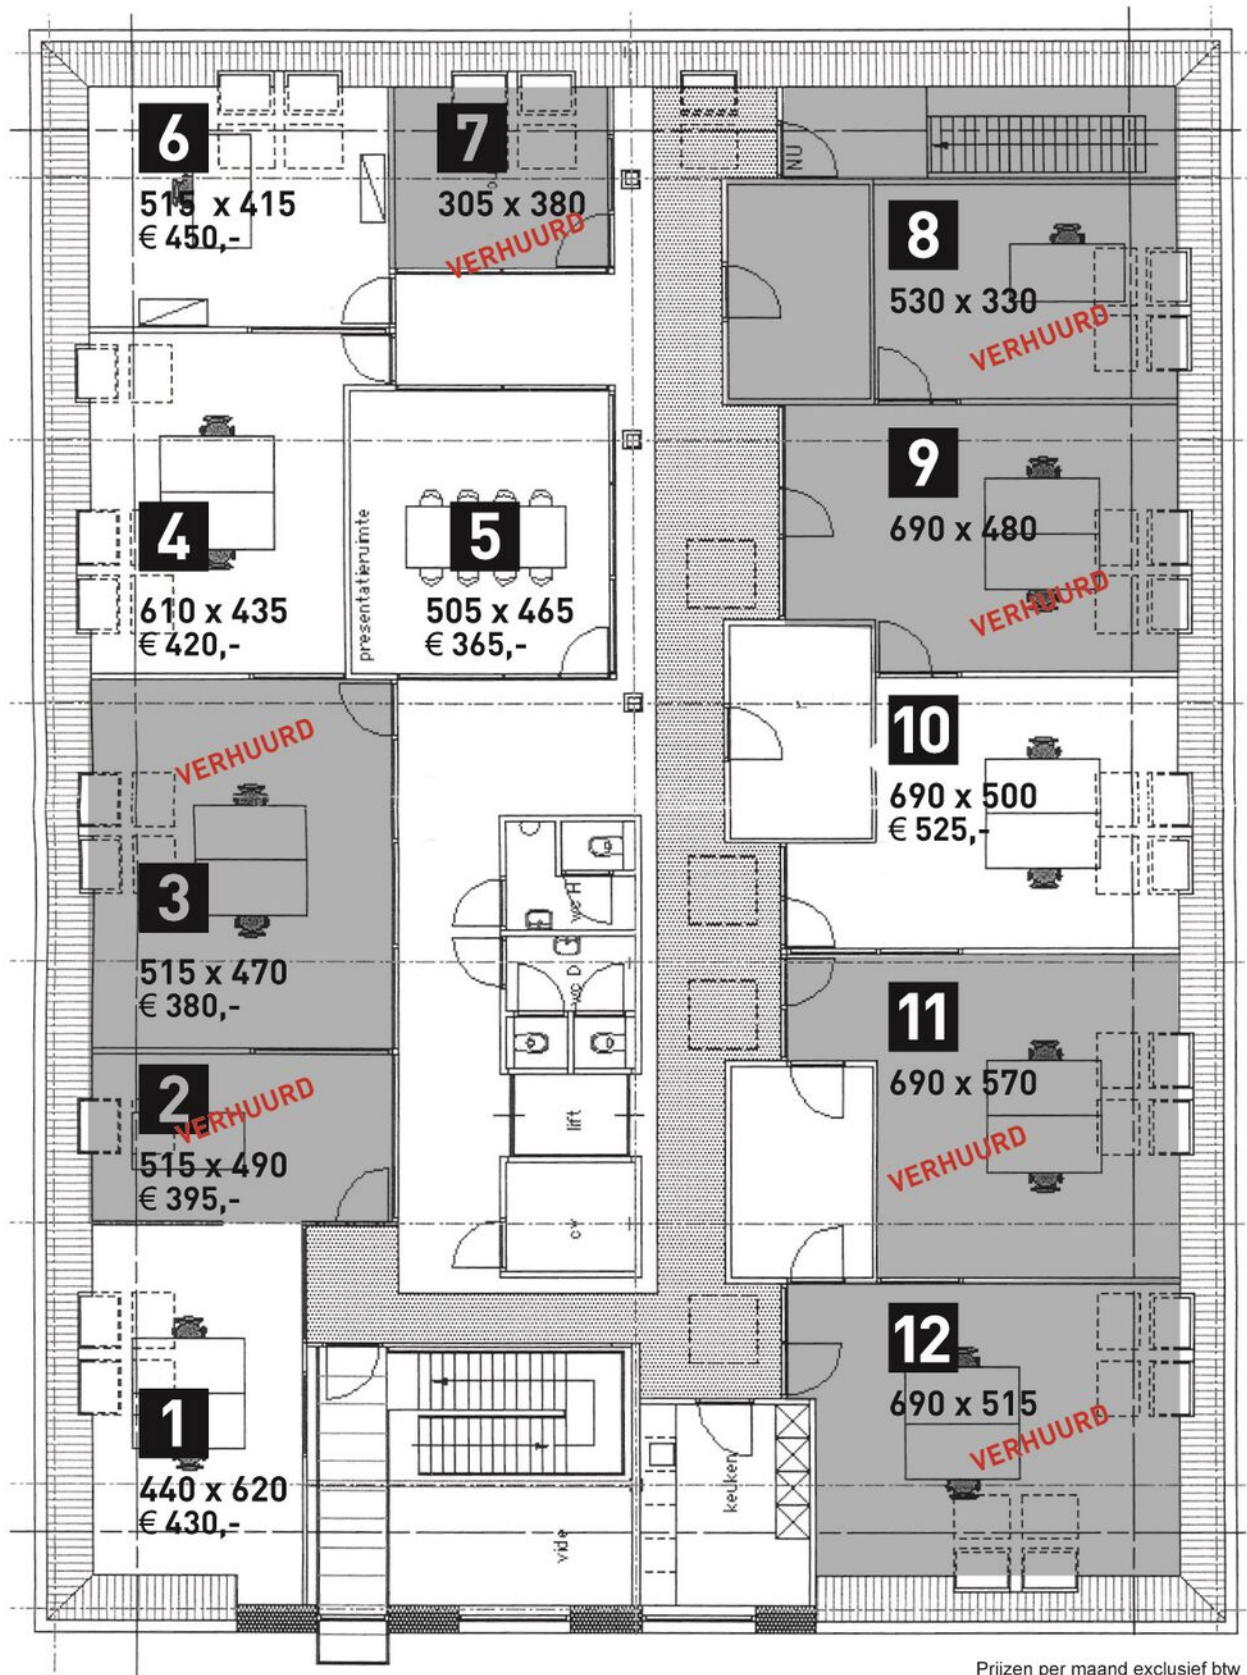 6
515 x 415
€ 450,-
7
305 x 380
VERHUURD
NU
8
530 x 330
VERHUURD
4
610 x 435
€ 420,-
presentatieruimte
5
505 x 465
€ 365,-
9
690 x 480
VERHUURD
10
690 x 500
€ 525,-
VERHUURD
3
515 x 470
€ 380,-
wc H
wc D
11
690 x 570
VERHUURD
2
VERHUURD
515 x 490
€ 395,-
lift
cv
12
690 x 515
VERHUURD
1
440 x 620
€ 430,-
vide
keuken
Prijzen per maand exclusief btw